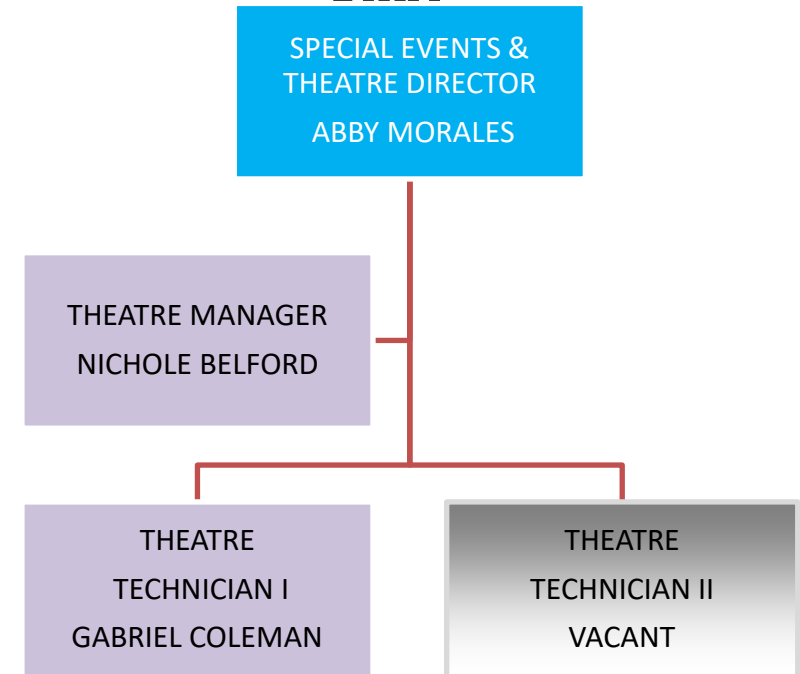 SPECIAL EVENTS &
THEATRE DIRECTOR
ABBY MORALES
THEATRE MANAGER
NICHOLE BELFORD
THEATRE
TECHNICIAN I
GABRIEL COLEMAN
THEATRE
TECHNICIAN II
VACANT